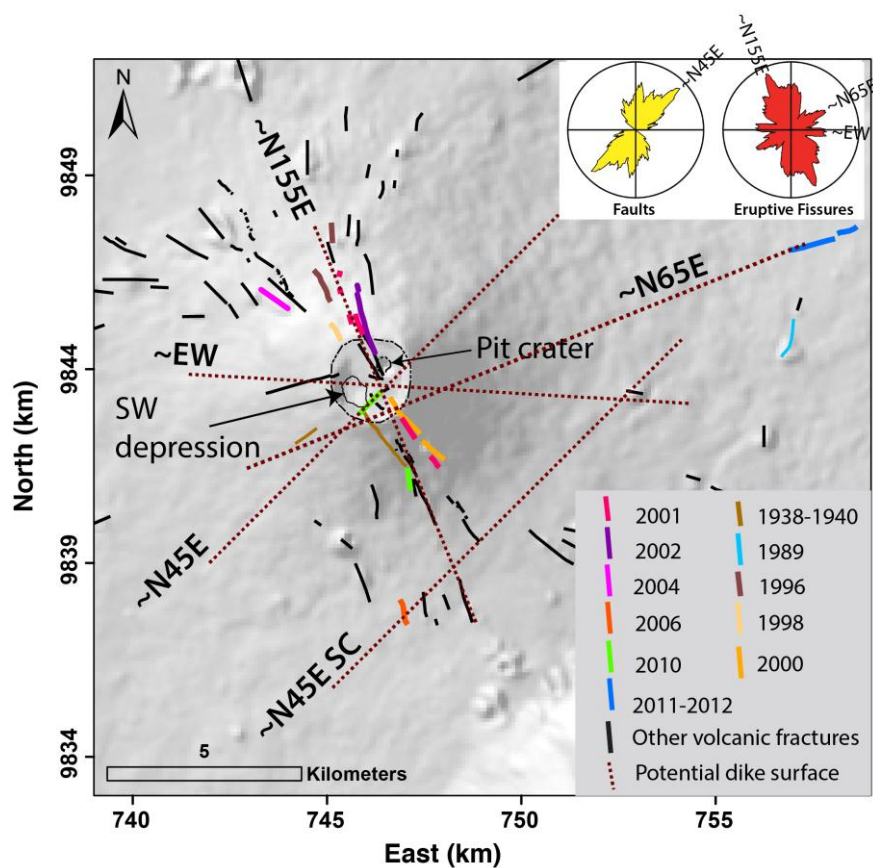 ~N155E
~N45E
~N65E
~EW
Faults
Eruptive Fissures
N
9849
9844
9839
9834
North (km)
~N155E
~N65E
~EW
Pit crater
SW
depression
~N45E
~N45E SC
2001
2002
2004
2006
2010
2011-2012
1938-1940
1989
1996
1998
2000
Other volcanic fractures
Potential dike surface
5
Kilometers
740
745
750
755
East (km)